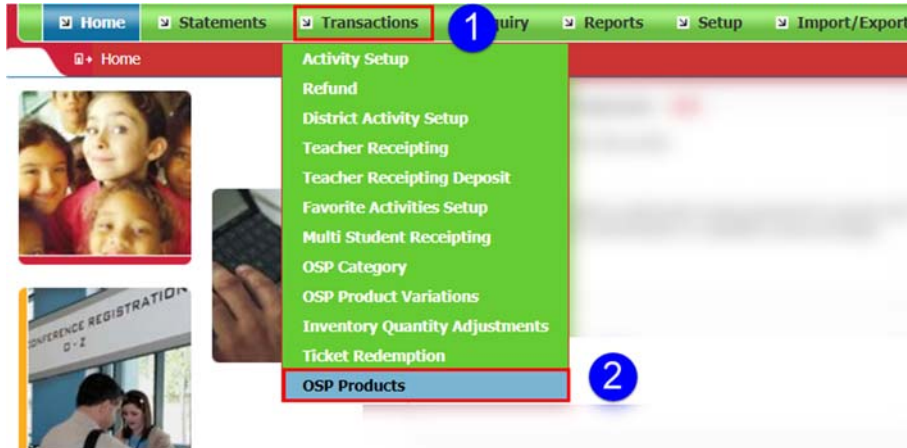 Home Statements Transactions 1 quiry Reports Setup Import/Export
Home
Activity Setup
Refund
District Activity Setup
Teacher Receipting
Teacher Receipting Deposit
Favorite Activities Setup
Multi Student Receipting
OSP Category
OSP Product Variations
Inventory Quantity Adjustments
Ticket Redemption
OSP Products 2
CONFERENCE REGISTRATION
O - Z